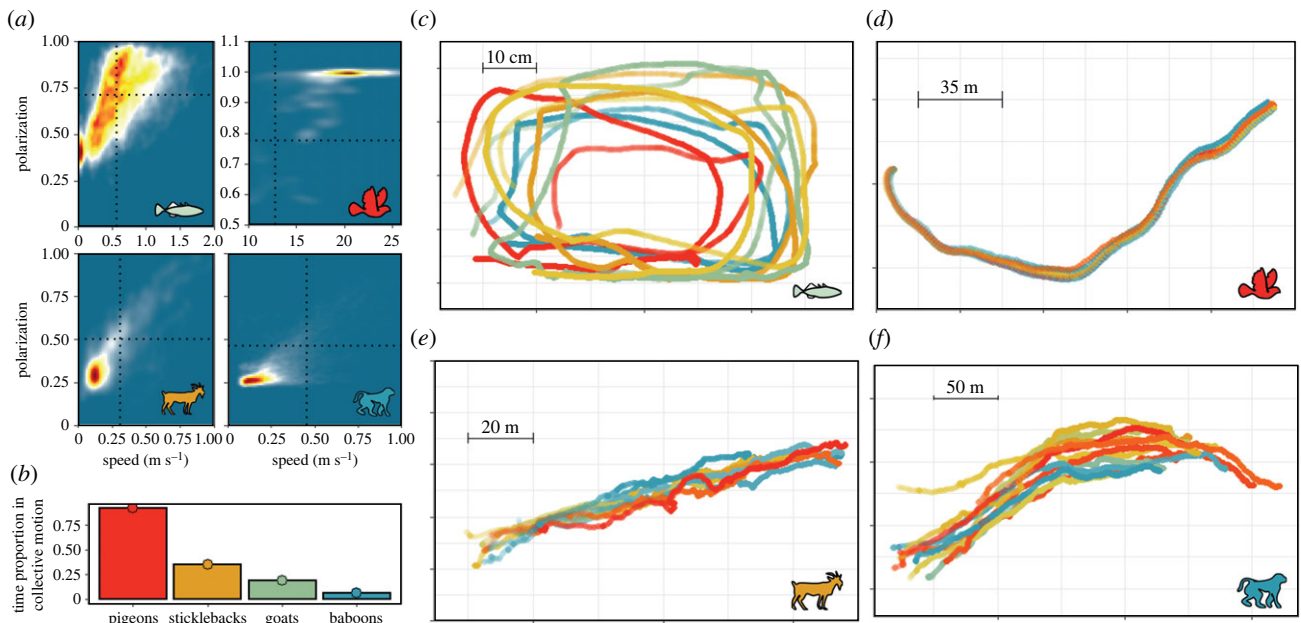 (a)
1.00
0.75
0.50
0.25
0
polarization
0 0.5 1.0 1.5 2.0
1.1
1.0
0.9
0.8
0.7
0.6
0.5
10 15 20 25
1.00
0.75
0.50
0.25
0
polarization
0 0.25 0.50 0.75 1.00
speed (m s⁻¹)
0 0.25 0.50 0.75 1.00
speed (m s⁻¹)
(b)
time proportion in
collective motion
0.75
0.50
0.25
0
pigeons sticklebacks goats baboons
(c)
10 cm
(d)
35 m
(e)
20 m
(f)
50 m